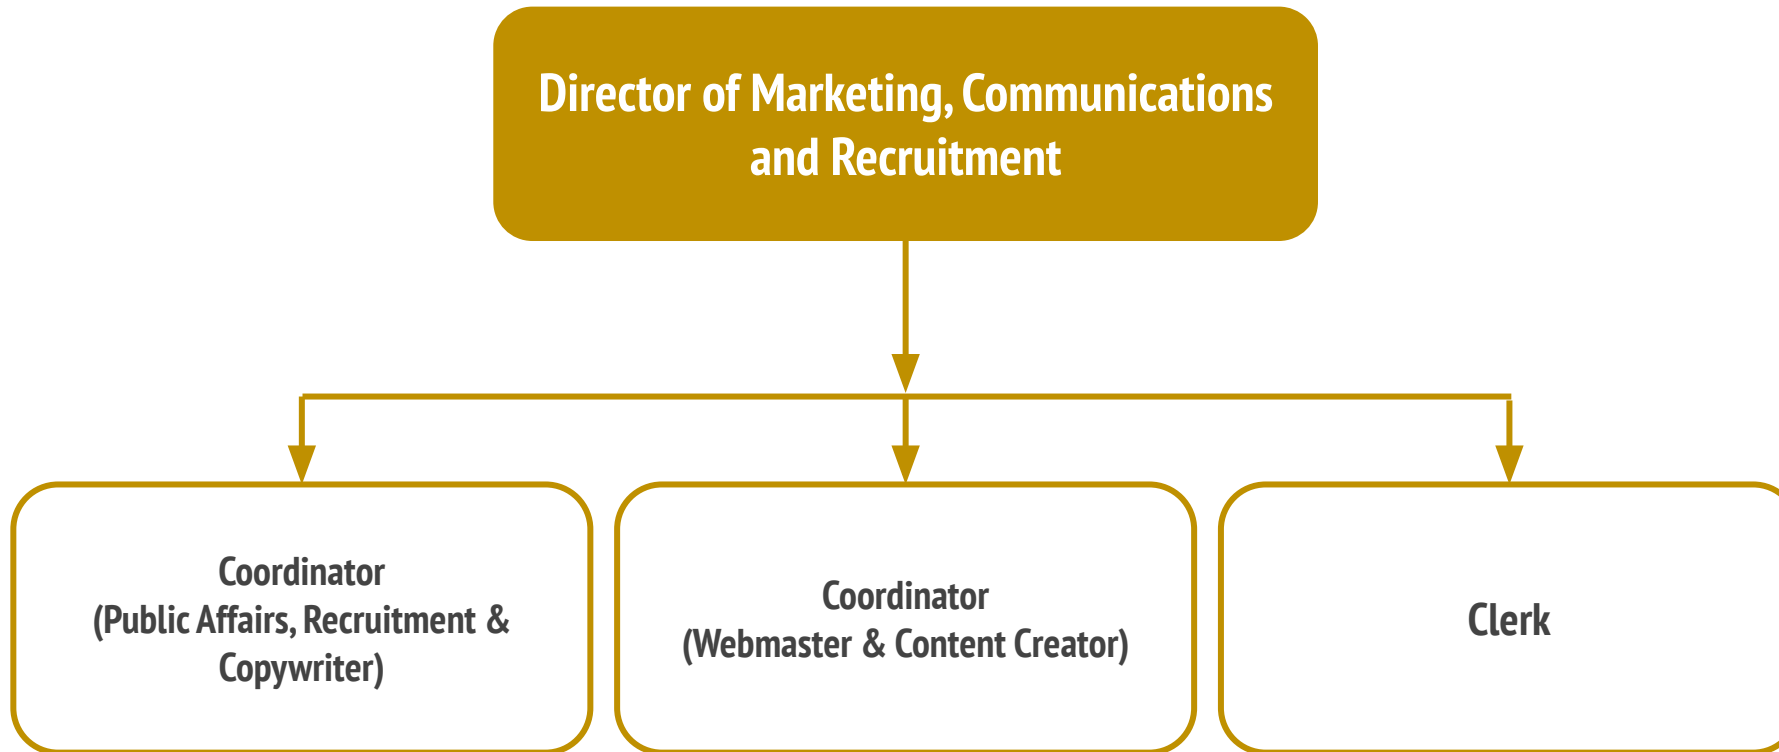 Director of Marketing, Communications
and Recruitment
Coordinator
(Public Affairs, Recruitment &
Copywriter)
Coordinator
(Webmaster & Content Creator)
Clerk